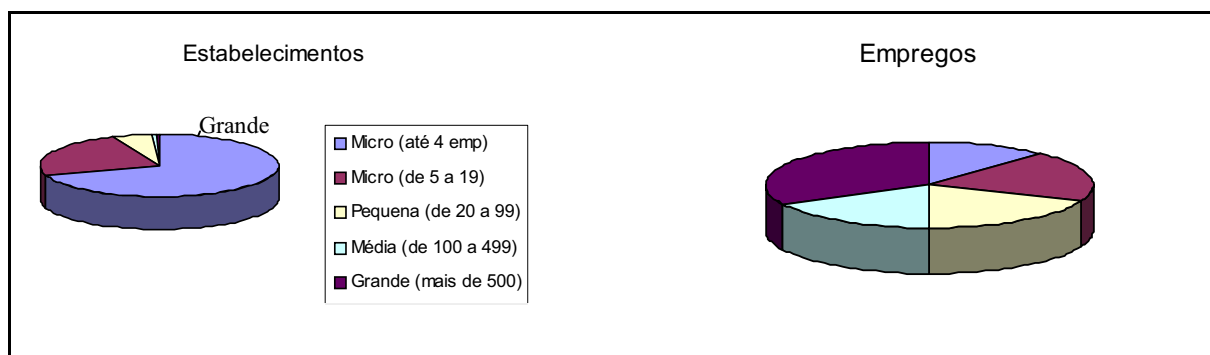 Estabelecimentos
Grande
Micro (até 4 emp)
Micro (de 5 a 19)
Pequena (de 20 a 99)
Média (de 100 a 499)
Grande (mais de 500)
Empregos